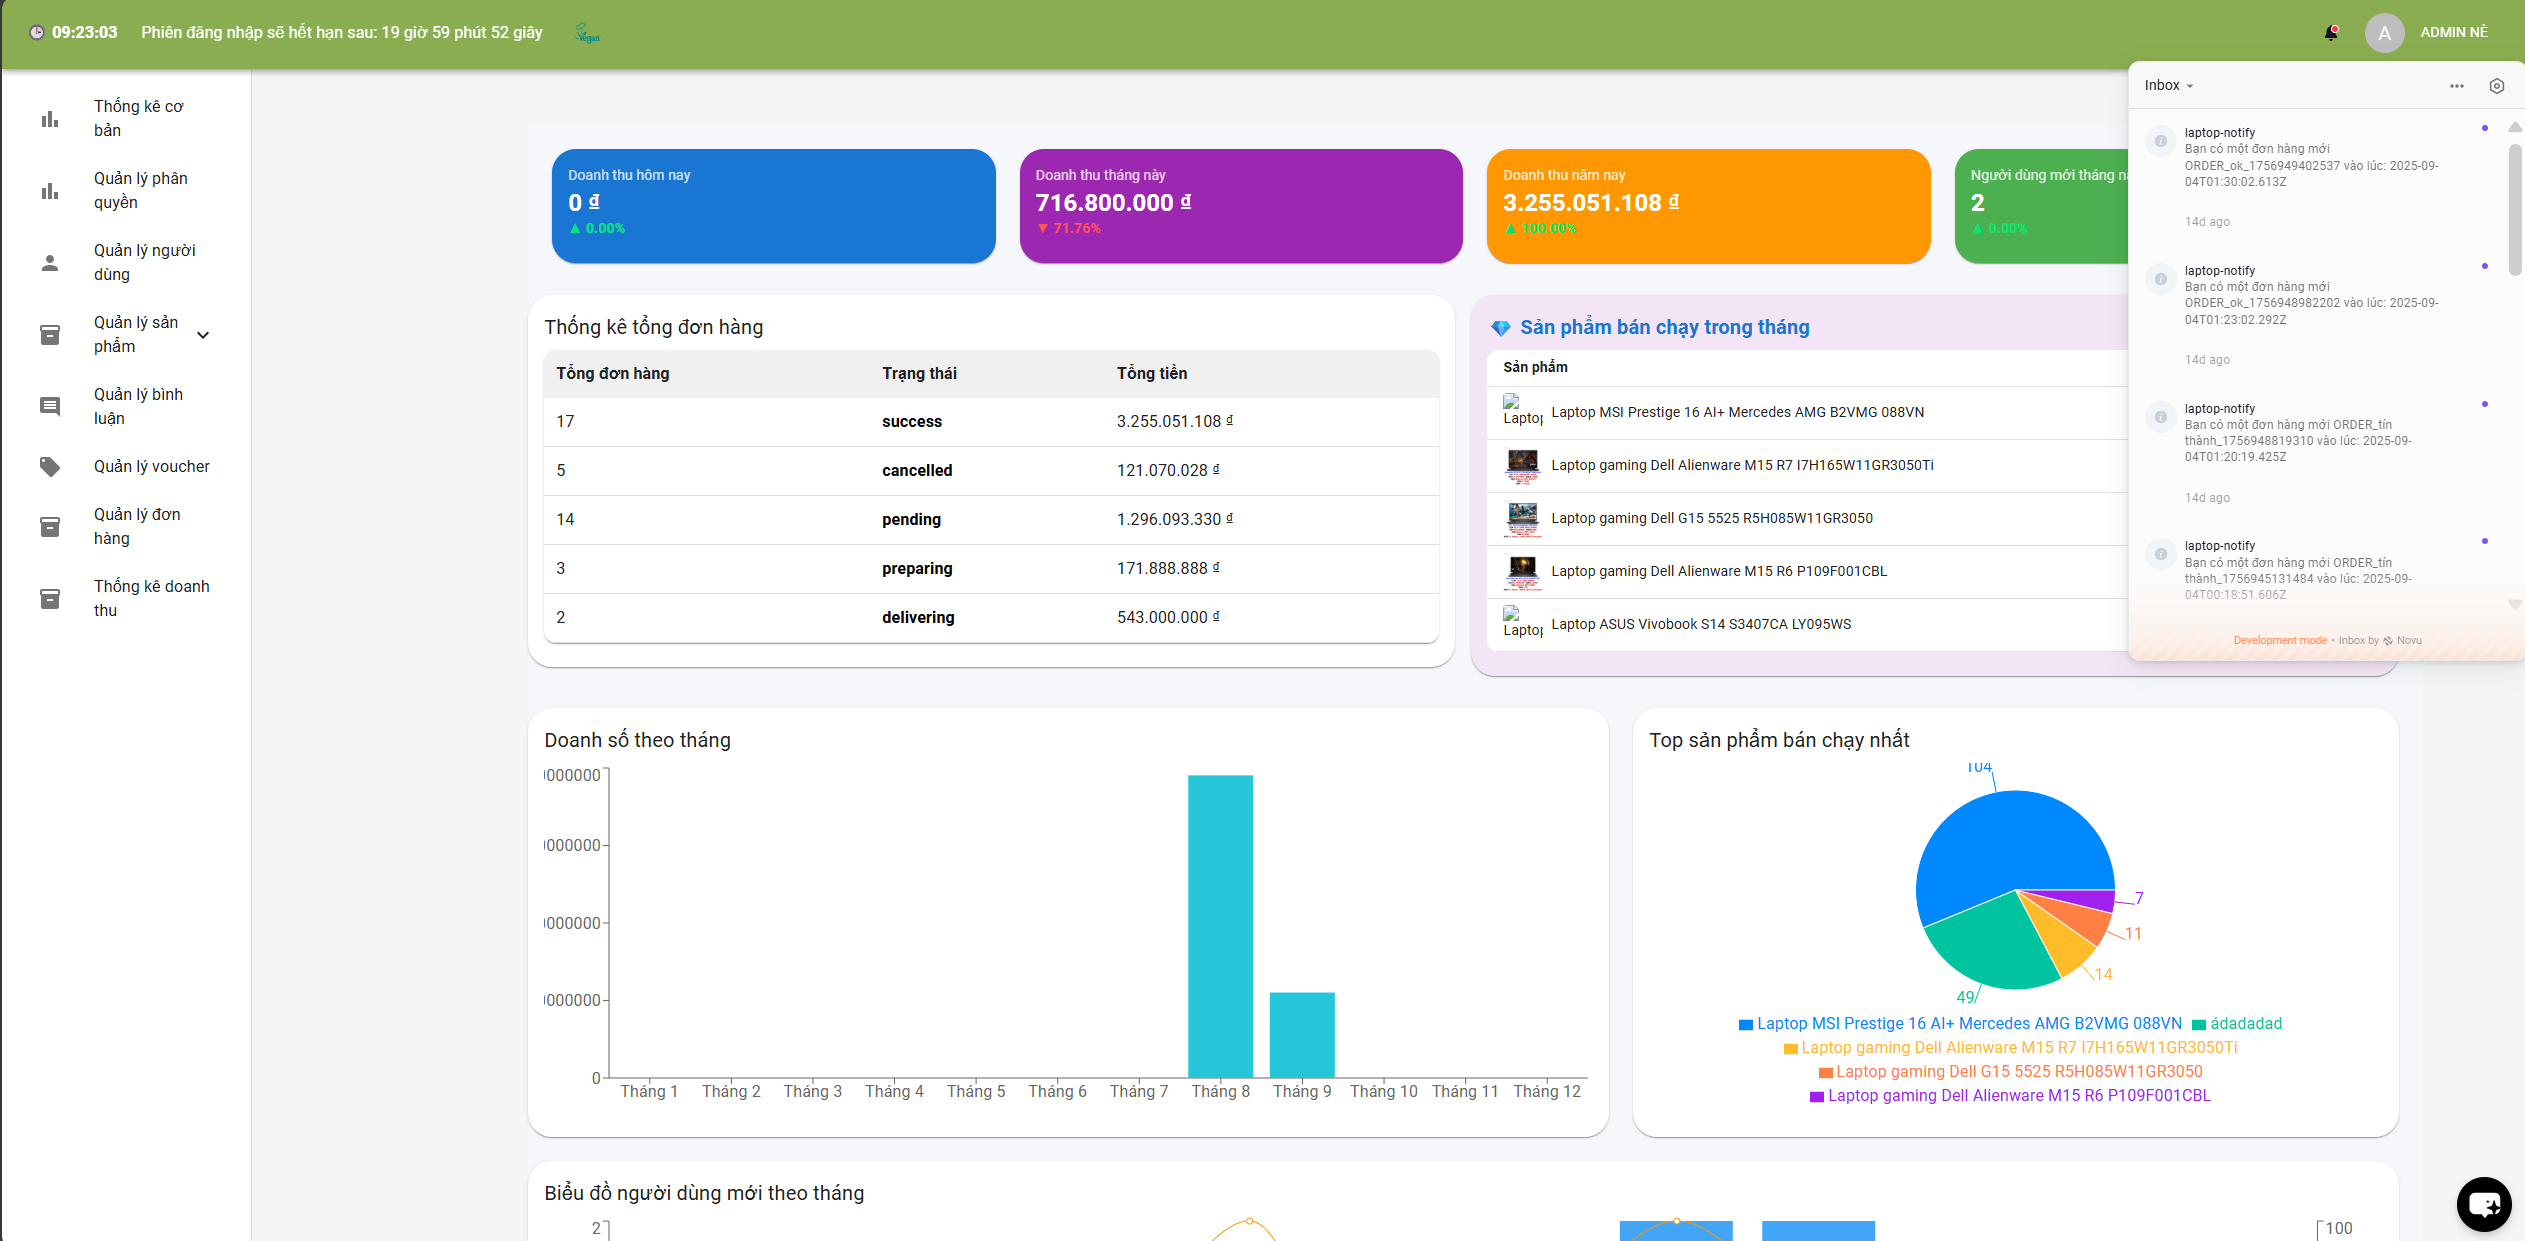 09:23:03 Phiên đăng nhập sẽ hết hạn sau: 19 giờ 59 phút 52 giây
Vegan
A ADMIN NÈ
Thống kê cơ
bản
Quản lý phân
quyền
Quản lý người
dùng
Quản lý sản
phẩm
Quản lý bình
luận
Quản lý voucher
Quản lý đơn
hàng
Thống kê doanh
thu
Doanh thu hôm nay
0 ₫
▲ 0.00%
Doanh thu tháng này
716.800.000 ₫
▼ 71.76%
Doanh thu năm nay
3.255.051.108 ₫
▲ 100.00%
Người dùng mới tháng
2
▲ 0.00%
Thống kê tổng đơn hàng
Tổng đơn hàng Trạng thái Tổng tiền
17 success 3.255.051.108 ₫
5 cancelled 121.070.028 ₫
14 pending 1.296.093.330 ₫
3 preparing 171.888.888 ₫
2 delivering 543.000.000 ₫
Sản phẩm bán chạy trong tháng
Sản phẩm
Laptop Laptop MSI Prestige 16 AI+ Mercedes AMG B2VMG 088VN
Laptop gaming Dell Alienware M15 R7 I7H165W11GR3050Ti
Laptop gaming Dell G15 5525 R5H085W11GR3050
Laptop gaming Dell Alienware M15 R6 P109F001CBL
Laptop Laptop ASUS Vivobook S14 S3407CA LY095WS
Inbox
laptop-notify
Bạn có một đơn hàng mới
ORDER_ok_1756949402537 vào lúc: 2025-09-
04T01:30:02.613Z
14d ago
laptop-notify
Bạn có một đơn hàng mới
ORDER_ok_1756948982202 vào lúc: 2025-09-
04T01:23:02.292Z
14d ago
laptop-notify
Bạn có một đơn hàng mới ORDER_tín
thành_1756948819310 vào lúc: 2025-09-
04T01:20:19.425Z
14d ago
laptop-notify
Bạn có một đơn hàng mới ORDER_tín
thành_1756945131484 vào lúc: 2025-09-
04T00:18:51.606Z
Development mode • Inbox by Novu
Doanh số theo tháng
0000000
0000000
0000000
0000000
0
Tháng 1 Tháng 2 Tháng 3 Tháng 4 Tháng 5 Tháng 6 Tháng 7 Tháng 8 Tháng 9 Tháng 10 Tháng 11 Tháng 12
Top sản phẩm bán chạy nhất
104
7
11
14
49
Laptop MSI Prestige 16 AI+ Mercedes AMG B2VMG 088VN ádadadad
Laptop gaming Dell Alienware M15 R7 I7H165W11GR3050Ti
Laptop gaming Dell G15 5525 R5H085W11GR3050
Laptop gaming Dell Alienware M15 R6 P109F001CBL
Biểu đồ người dùng mới theo tháng
2
100